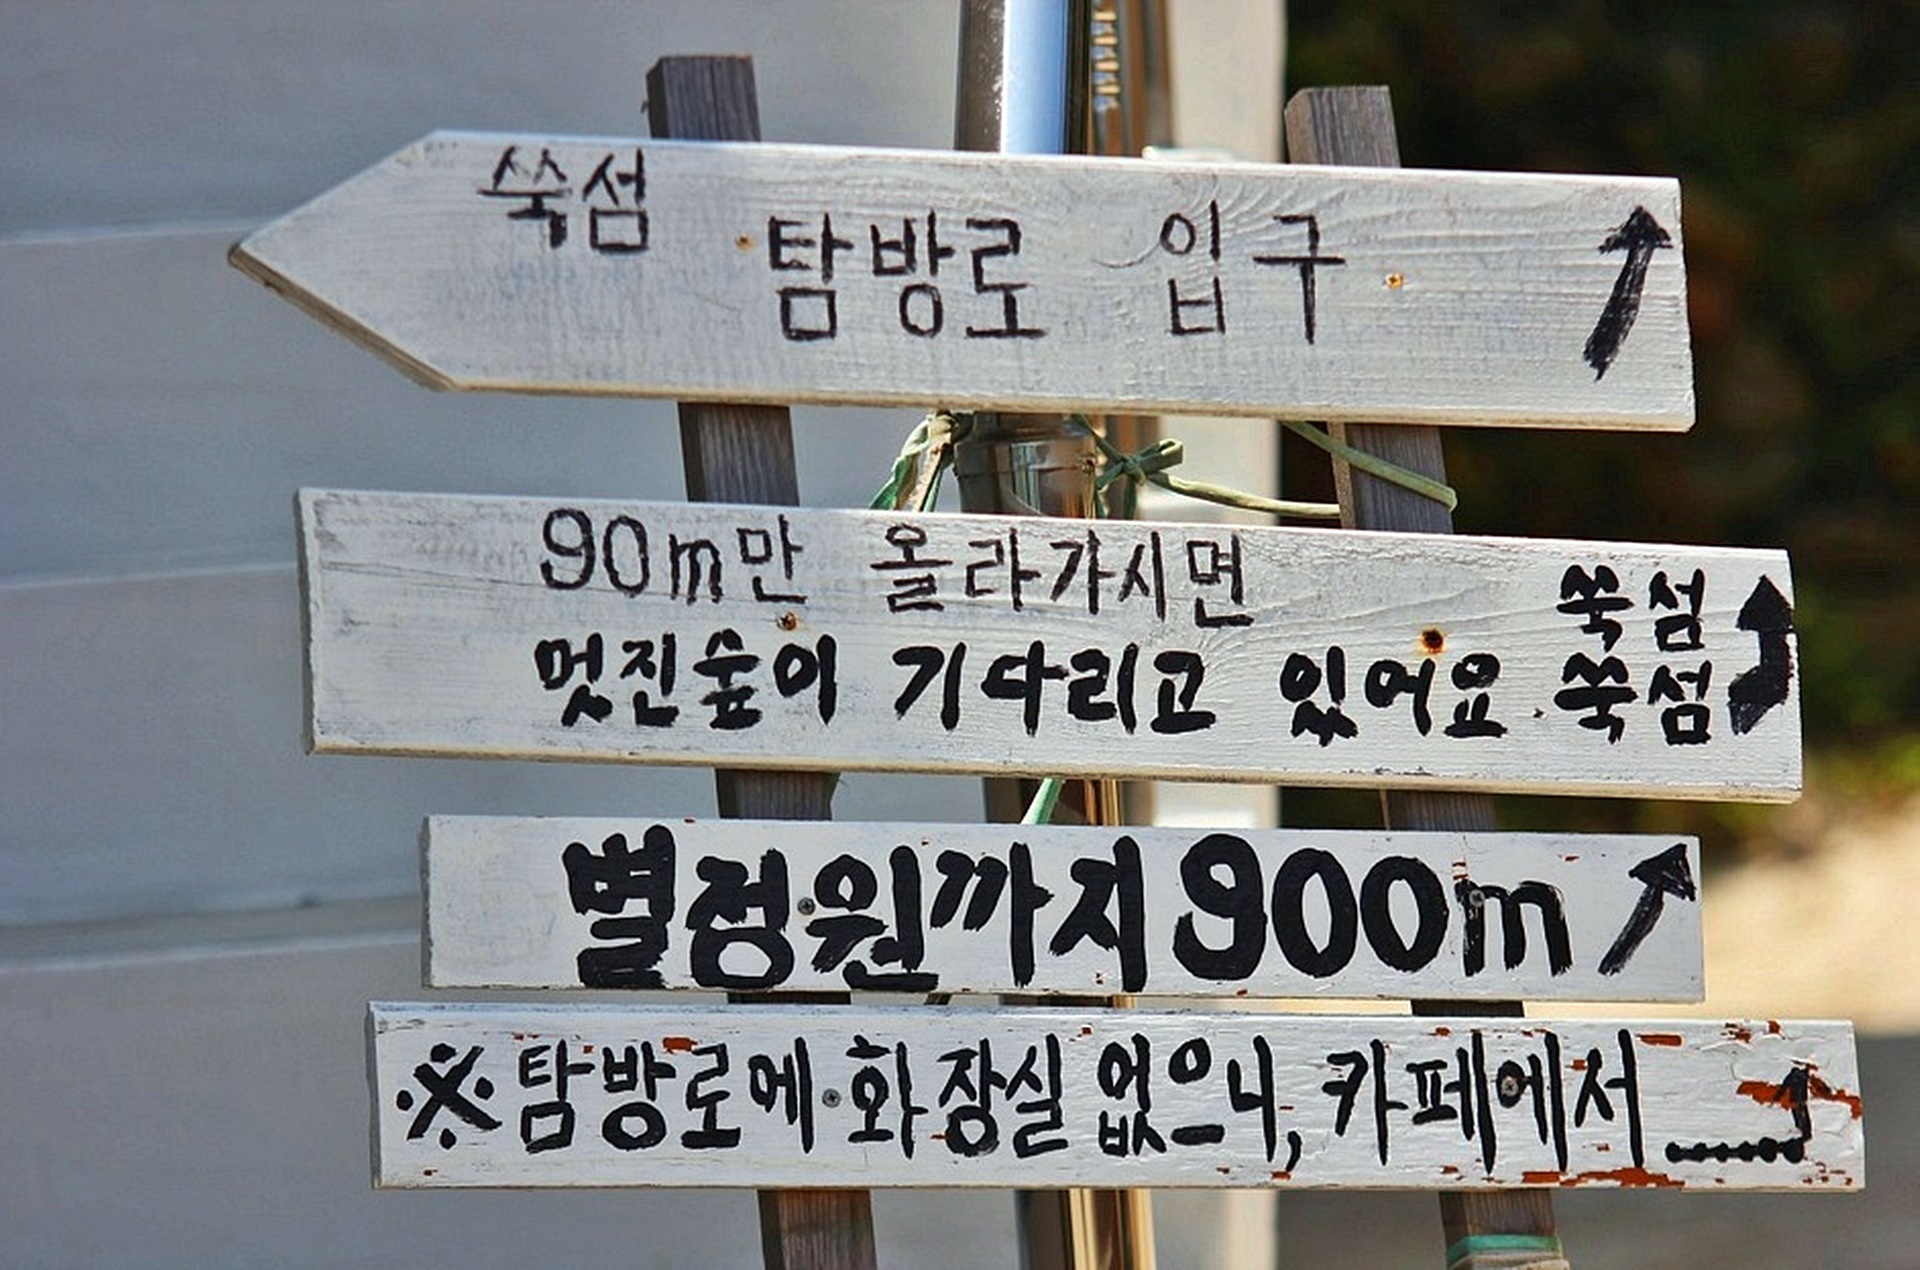 쑥섬 탐방로 입구
90m만 올라가시면 쑥섬
멋진숲이 기다리고 있어요 쑥섬
별정원까지 900m
※탐방로에 화장실 없으니, 카페에서......